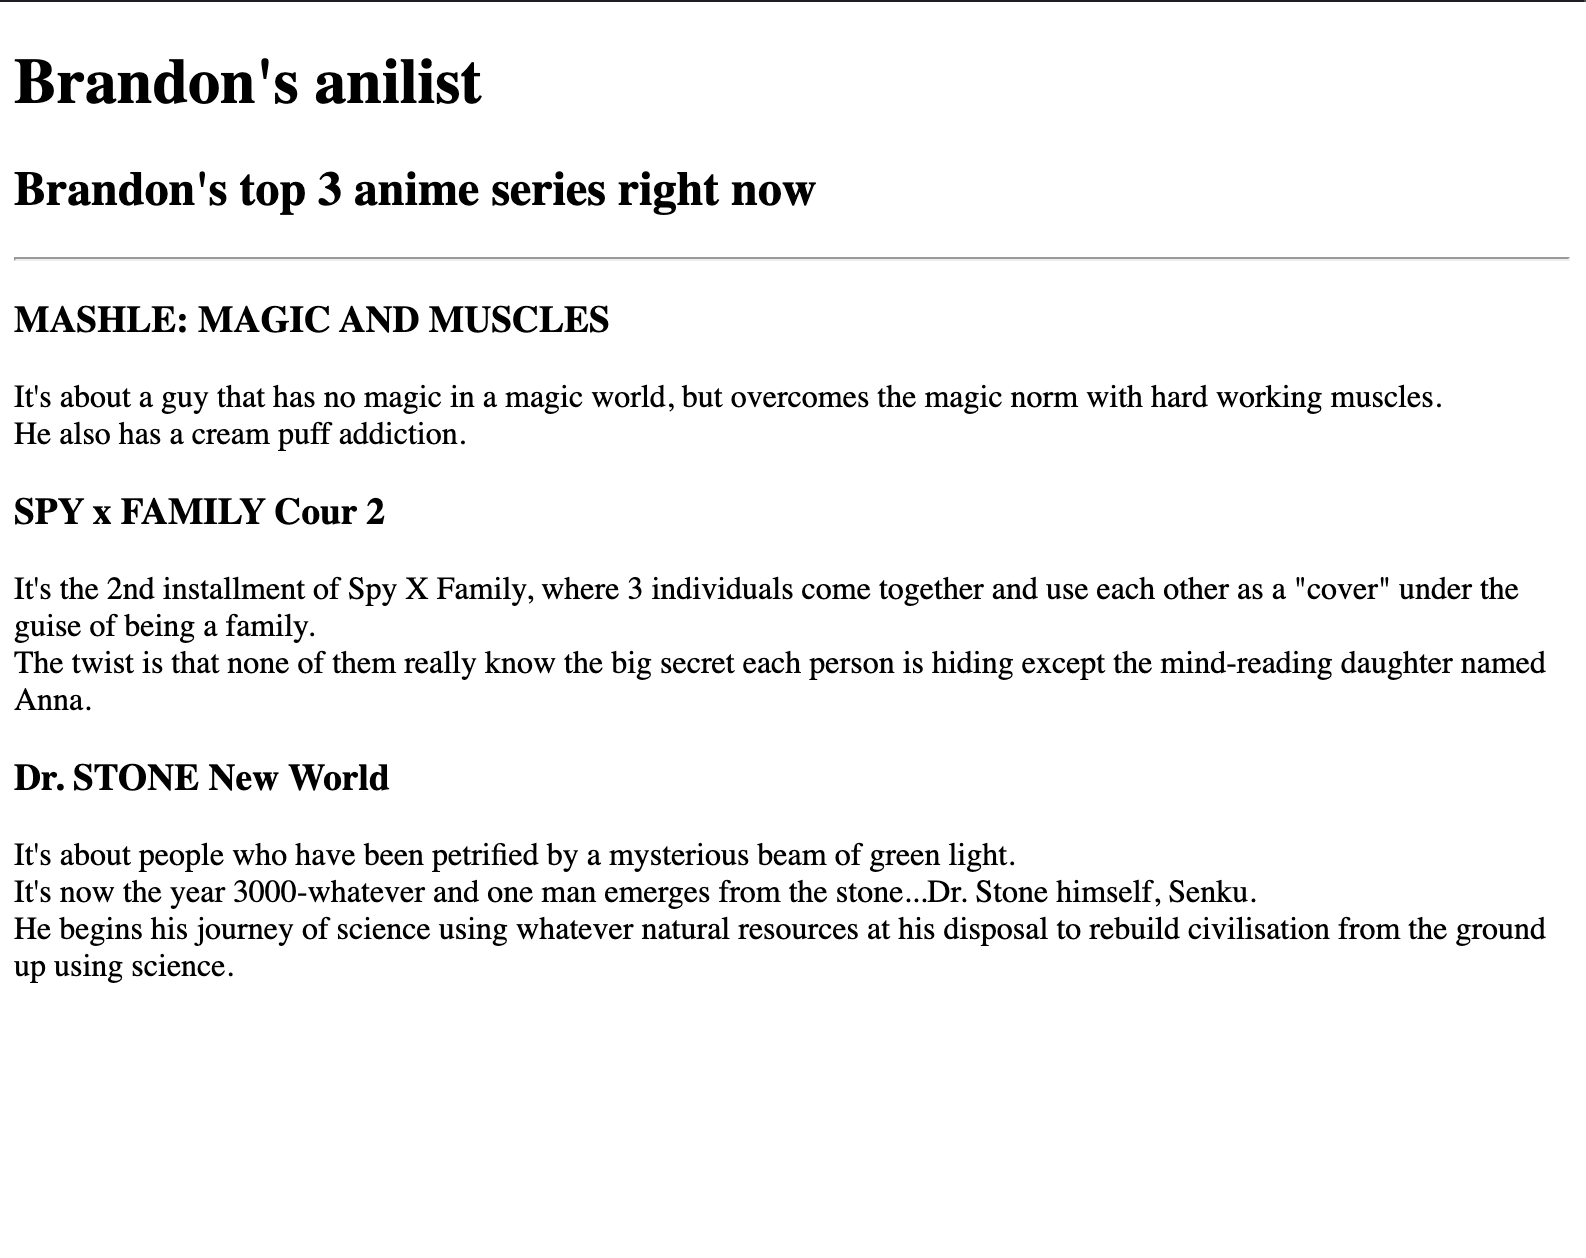 Brandon's anilist
Brandon's top 3 anime series right now
MASHLE: MAGIC AND MUSCLES
It's about a guy that has no magic in a magic world, but overcomes the magic norm with hard working muscles.
He also has a cream puff addiction.
SPY x FAMILY Cour 2
It's the 2nd installment of Spy X Family, where 3 individuals come together and use each other as a "cover" under the
guise of being a family.
The twist is that none of them really know the big secret each person is hiding except the mind-reading daughter named
Anna.
Dr. STONE New World
It's about people who have been petrified by a mysterious beam of green light.
It's now the year 3000-whatever and one man emerges from the stone...Dr. Stone himself, Senku.
He begins his journey of science using whatever natural resources at his disposal to rebuild civilisation from the ground
up using science.